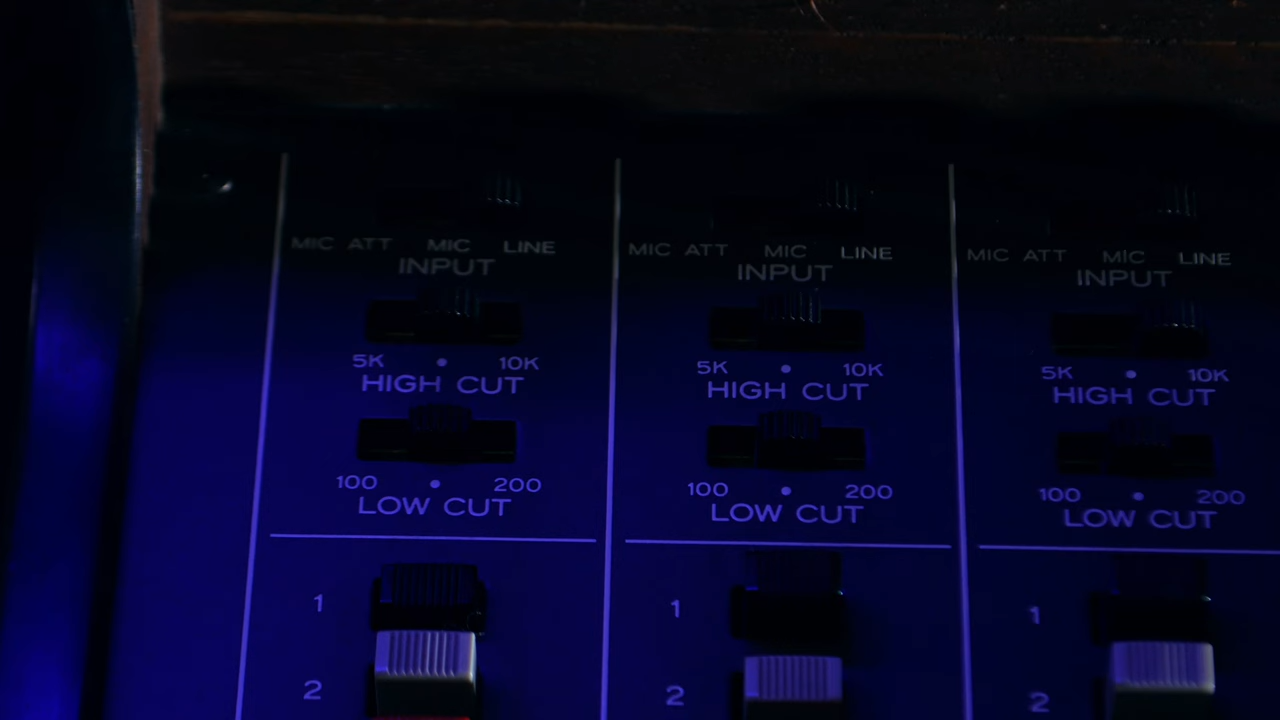 MIC ATT MIC LINE
INPUT
5K 10K
HIGH CUT
100 200
LOW CUT
1
2
MIC ATT MIC LINE
INPUT
5K 10K
HIGH CUT
100 200
LOW CUT
1
2
MIC ATT MIC LINE
INPUT
5K 10K
HIGH CUT
100 200
LOW CUT
1
2